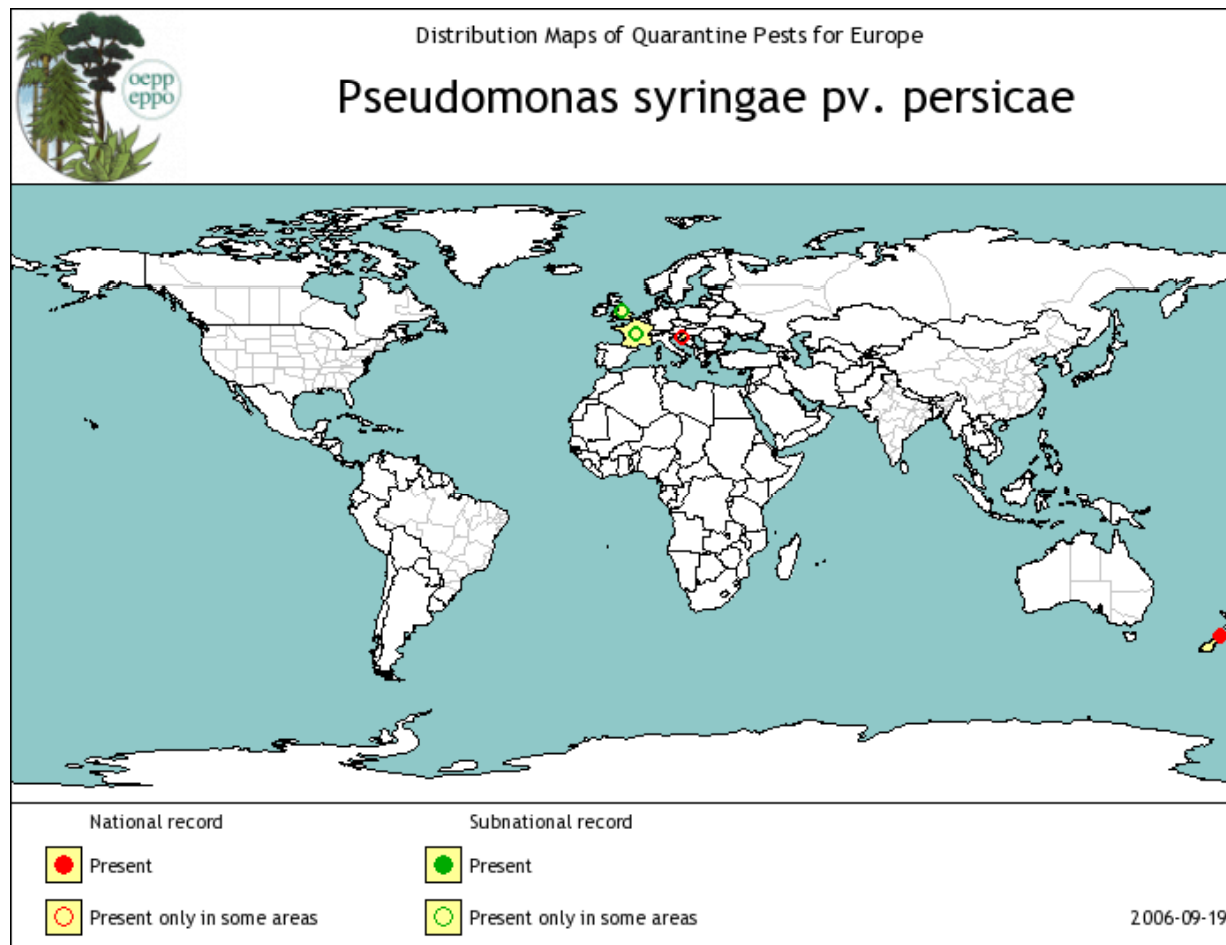 Distribution Maps of Quarantine Pests for Europe
oepp
eppo
Pseudomonas syringae pv. persicae
National record
Subnational record
Present
Present
Present only in some areas
Present only in some areas
2006-09-19